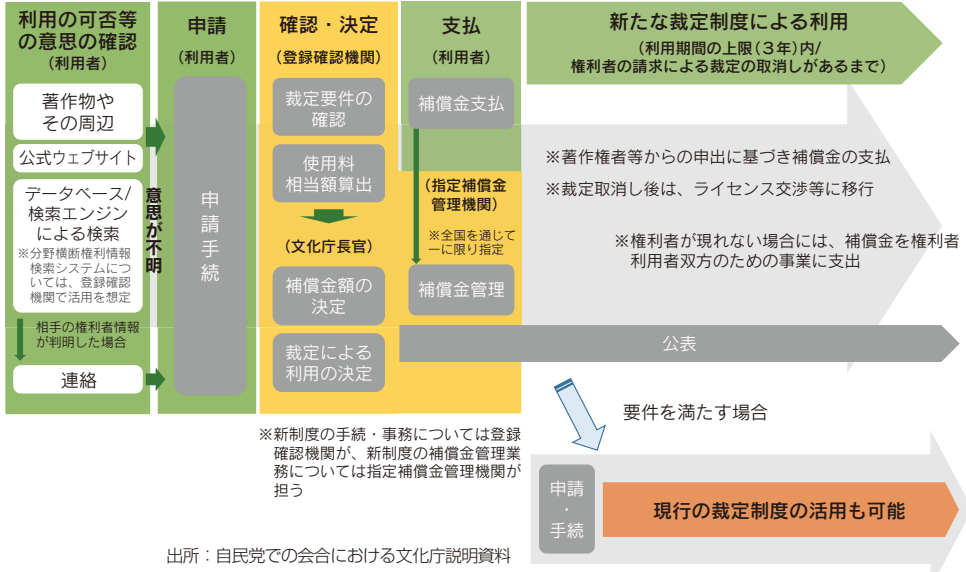 利用の可否等
の意思の確認
（利用者）
著作物や
その周辺
公式ウェブサイト
データベース/
検索エンジン
による検索
※分野横断権利情報
検索システムについ
ては、登録確認
機関で活用を想定
相手の権利者情報
が判明した場合
連絡
意思が不明
申請
（利用者）
申請手続
確認・決定
（登録確認機関）
裁定要件の
確認
使用料
相当額算出
（文化庁長官）
補償金額の
決定
裁定による
利用の決定
支払
（利用者）
補償金支払
（指定補償金
管理機関）
※全国を通じて
一に限り指定
補償金管理
新たな裁定制度による利用
（利用期間の上限（3年）内/
権利者の請求による裁定の取消しがあるまで）
※著作権者等からの申出に基づき補償金の支払
※裁定取消し後は、ライセンス交渉等に移行
※権利者が現れない場合には、補償金を権利者
利用者双方のための事業に支出
公表
要件を満たす場合
※新制度の手続・事務については登録
確認機関が、新制度の補償金管理業
務については指定補償金管理機関が
担う
申請
・
手続
現行の裁定制度の活用も可能
出所：自民党での会合における文化庁説明資料